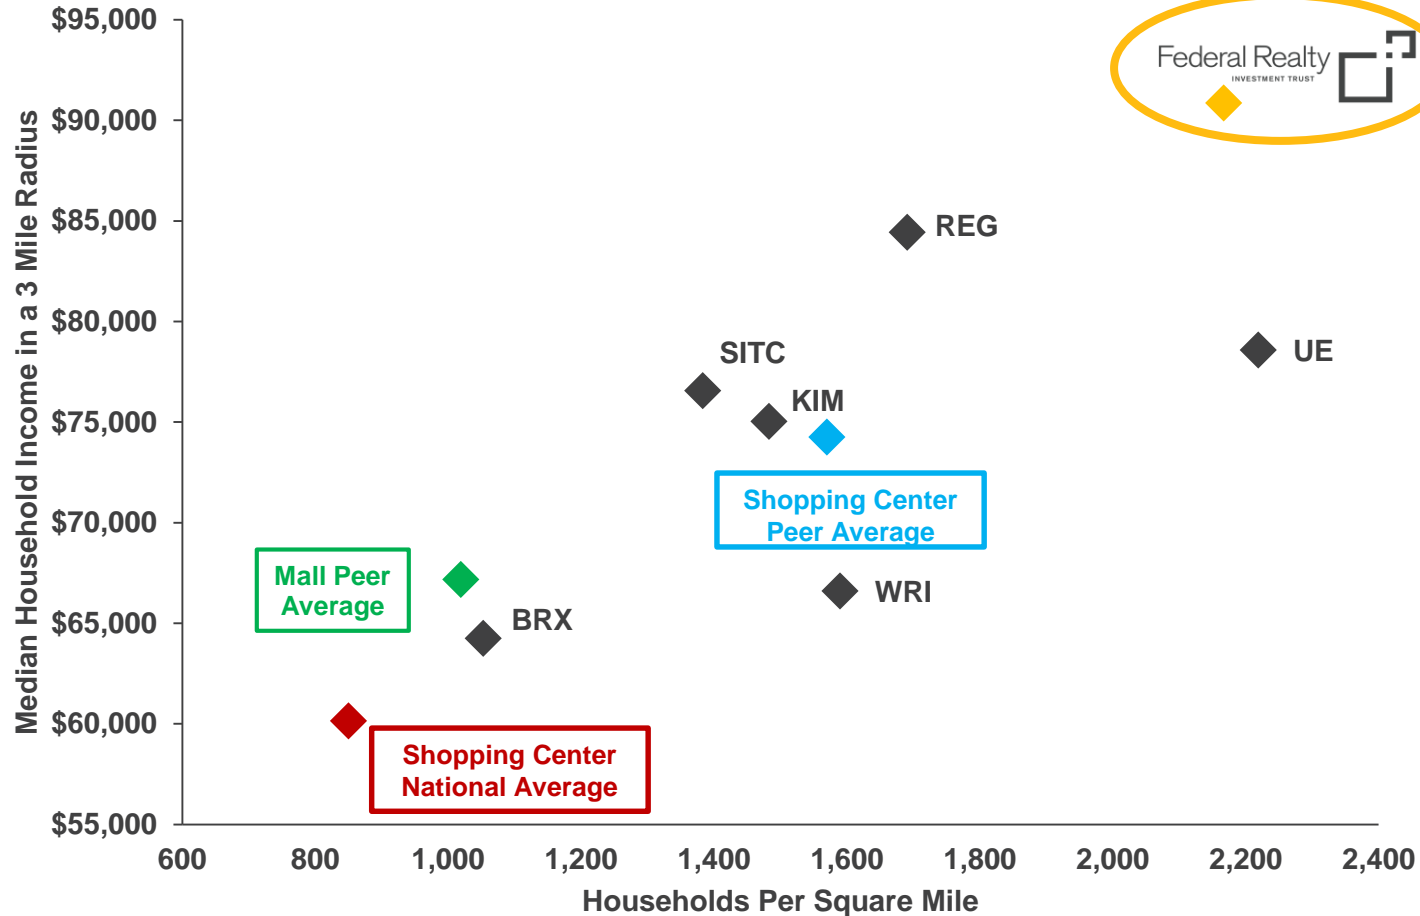 $95,000
Federal Realty
INVESTMENT TRUST
$90,000
$85,000
REG
$80,000
SITC
UE
KIM
$75,000
Shopping Center
Peer Average
$70,000
Mall Peer
Average
WRI
$65,000
BRX
$60,000
Shopping Center
National Average
$55,000
Median Household Income in a 3 Mile Radius
600 800 1,000 1,200 1,400 1,600 1,800 2,000 2,200 2,400
Households Per Square Mile